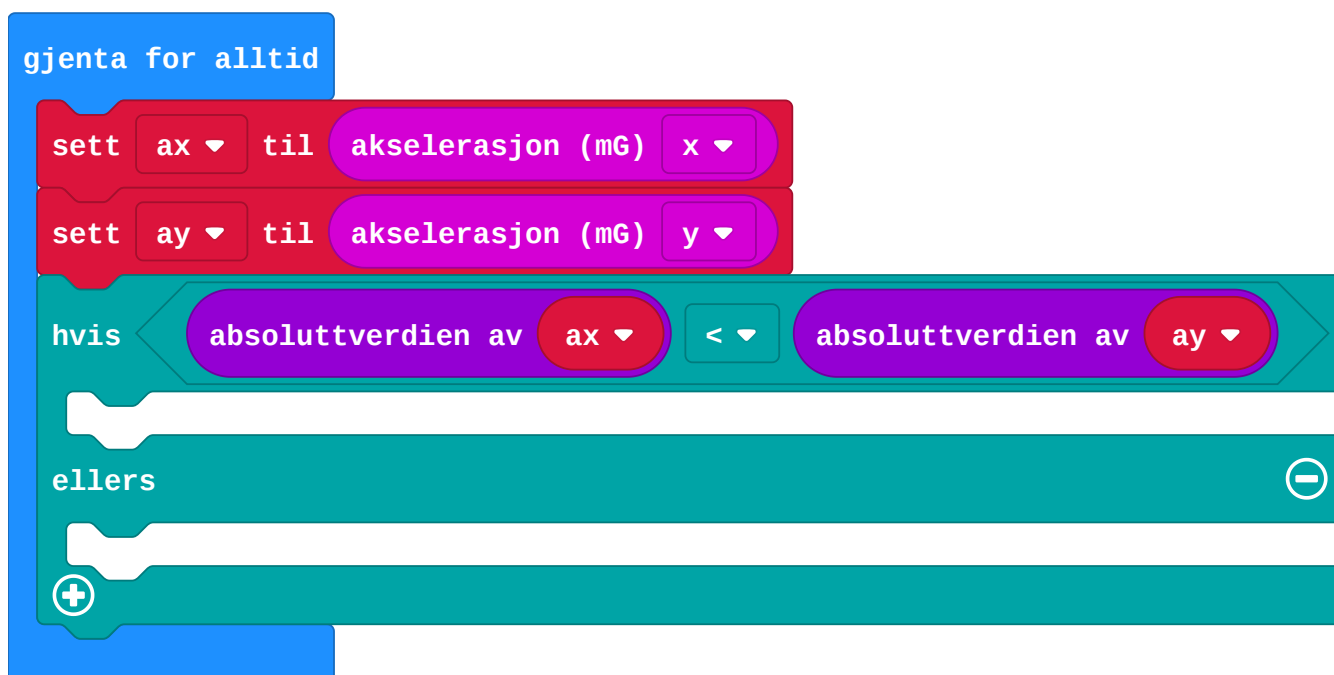 gjenta for alltid
sett ax til akselerasjon (mG) x
sett ay til akselerasjon (mG) y
hvis absoluttverdien av ax < absoluttverdien av ay
ellers